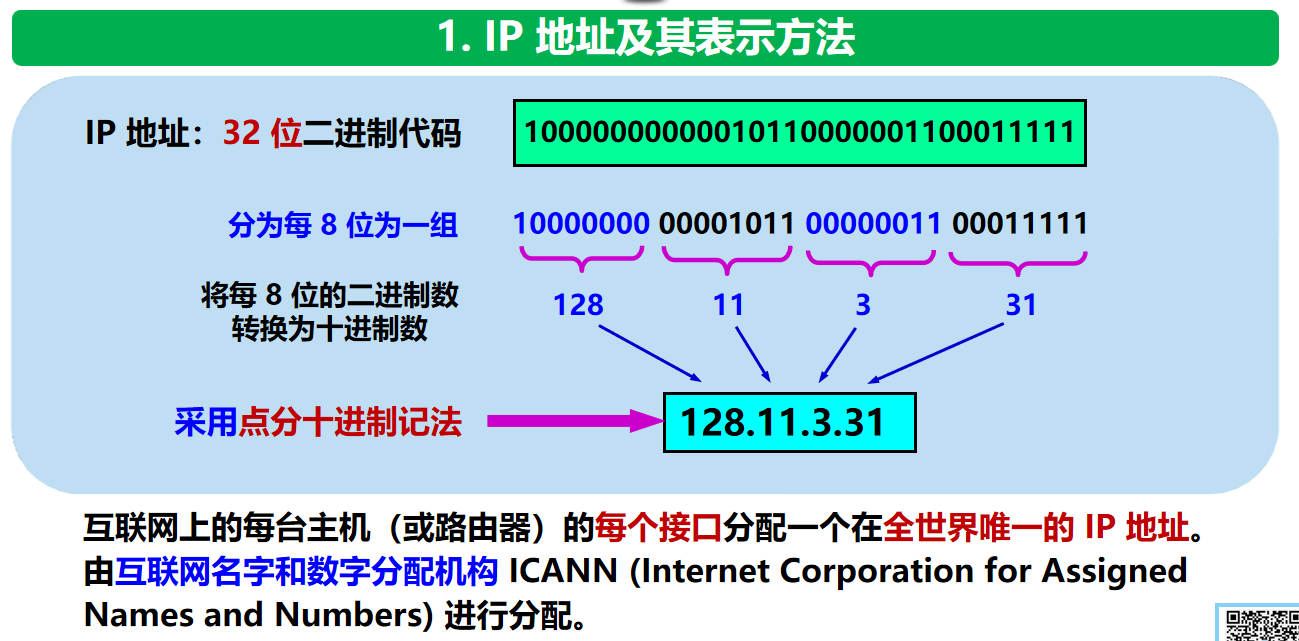 1. IP 地址及其表示方法
IP 地址：32 位二进制代码
10000000000010110000001100011111
分为每 8 位为一组
10000000 00001011 00000011 00011111
将每 8 位的二进制数
转换为十进制数
128 11 3 31
采用点分十进制记法
128.11.3.31
互联网上的每台主机（或路由器）的每个接口分配一个在全世界唯一的 IP 地址。
由互联网名字和数字分配机构 ICANN (Internet Corporation for Assigned
Names and Numbers) 进行分配。